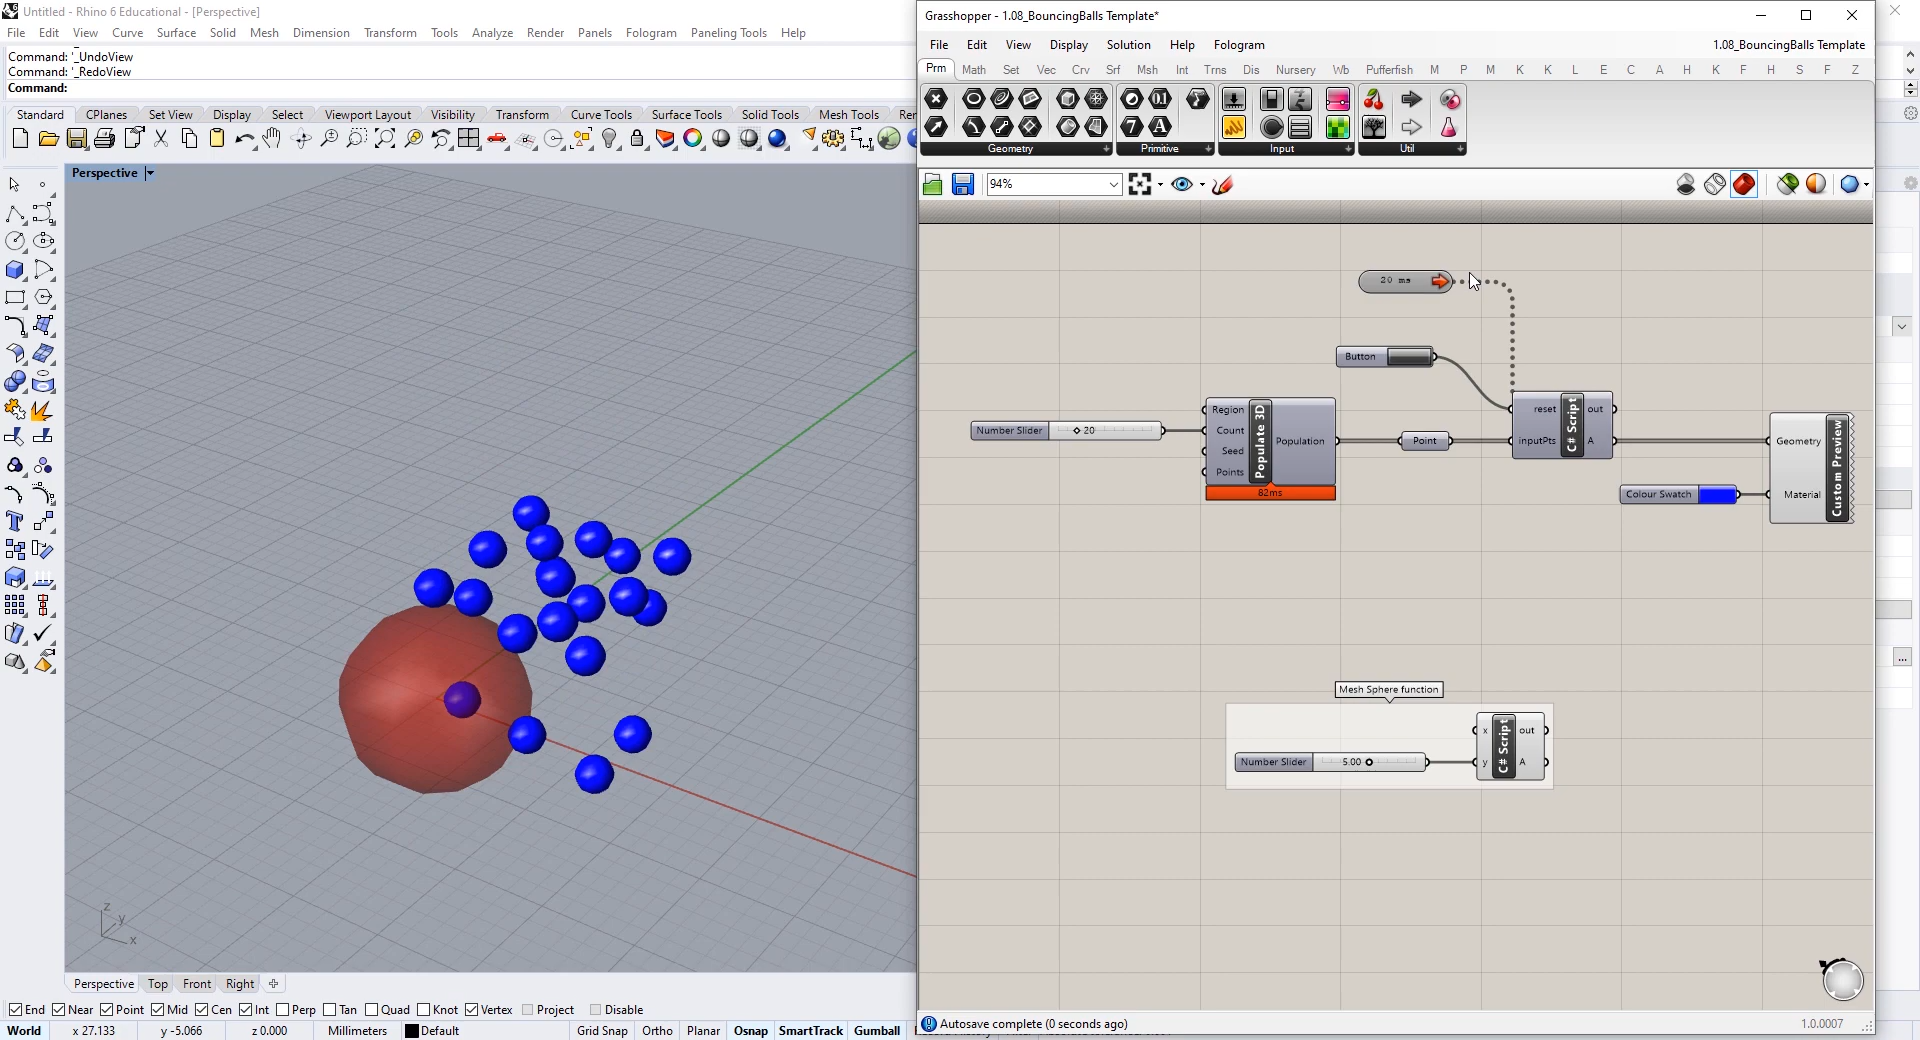 Untitled - Rhino 6 Educational - [Perspective]
File Edit View Curve Surface Solid Mesh Dimension Transform Tools Analyze Render Panels Fologram Paneling Tools Help
Command: '_UndoView
Command: '_RedoView
Command:
Standard CPlanes Set View Display Select Viewport Layout Visibility Transform Curve Tools Surface Tools Solid Tools Mesh Tools Ren
Perspective
z
y
x
Perspective Top Front Right
End Near Point Mid Cen Int Perp Tan Quad Knot Vertex Project Disable
World x 27.133 y -5.066 z 0.000 Millimeters Default Grid Snap Ortho Planar Osnap SmartTrack Gumball
Grasshopper - 1.08_BouncingBalls Template*
File Edit View Display Solution Help Fologram 1.08_BouncingBalls Template
Prm Math Set Vec Crv Srf Msh Int Trns Dis Nursery Wb Pufferfish M P M K K L E C A H K F H S F Z
Geometry Primitive Input Util
94%
20 ms
Button
Number Slider 20
Region
Count
Seed
Points
Populate 3D
Population
82ms
Point
reset
inputPts
C# Script
out
A
Geometry
Material
Custom Preview
Colour Swatch
Mesh Sphere function
Number Slider 5.00
x
y
C# Script
out
A
Autosave complete (0 seconds ago) 1.0.0007